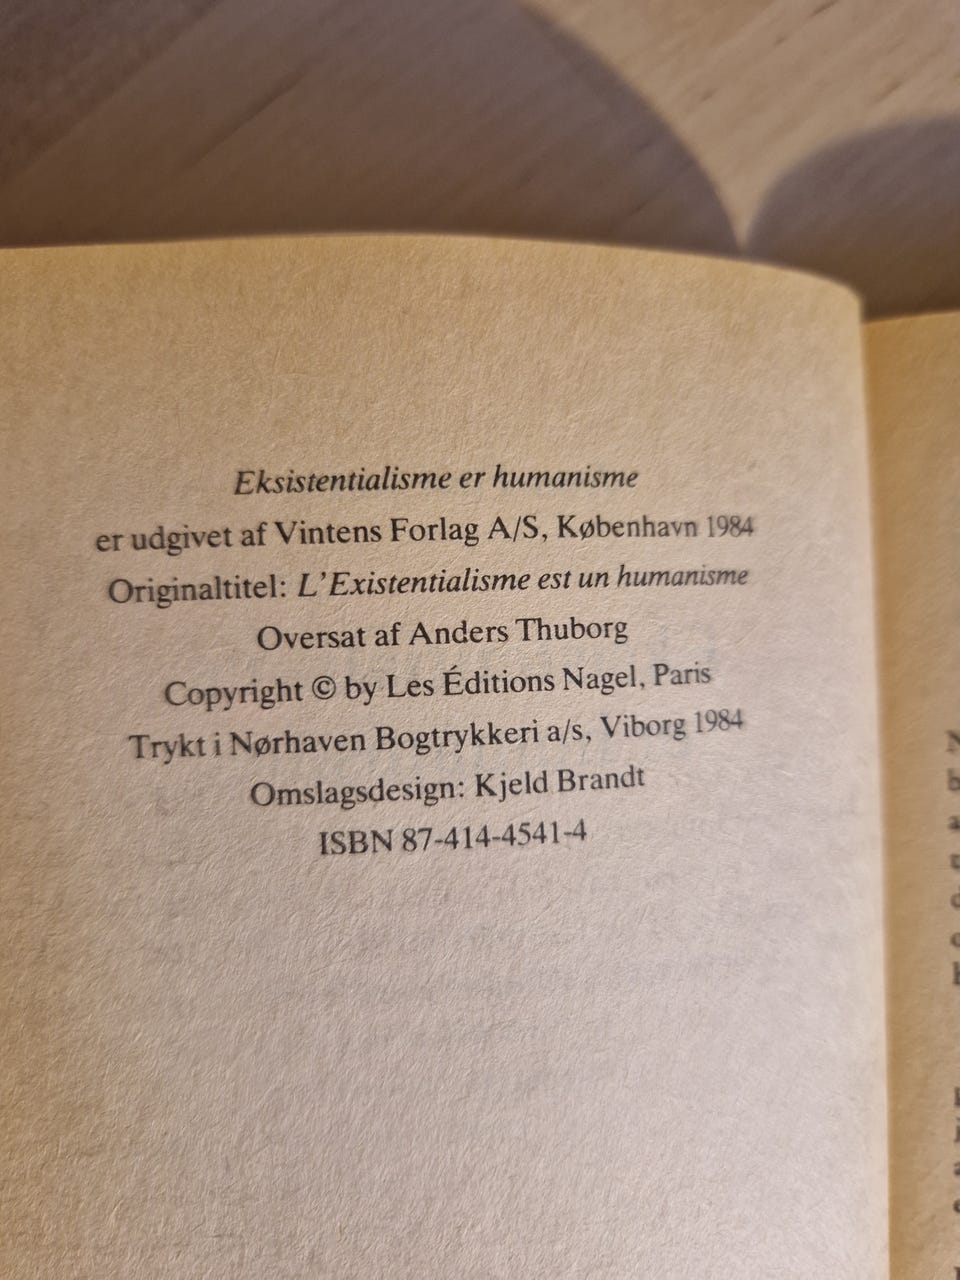 Eksistentialisme er humanisme
er udgivet af Vintens Forlag A/S, København 1984
Originaltitel: L’Existentialisme est un humanisme
Oversat af Anders Thuborg
Copyright © by Les Éditions Nagel, Paris
Trykt i Nørhaven Bogtrykkeri a/s, Viborg 1984
Omslagsdesign: Kjeld Brandt
ISBN 87-414-4541-4